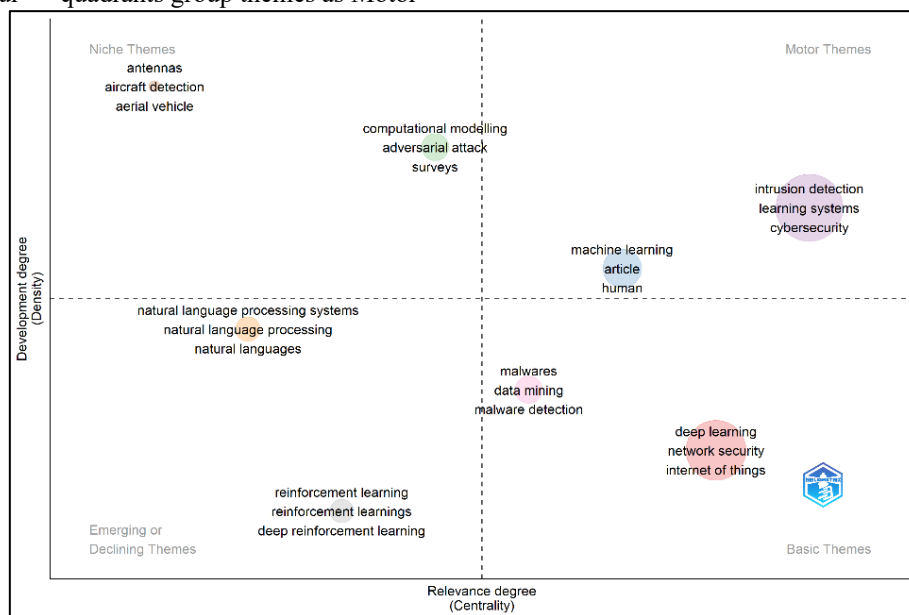 quadrants group themes as Motor
Niche Themes
Motor Themes
antennas
aircraft detection
aerial vehicle
computational modelling
adversarial attack
surveys
intrusion detection
learning systems
cybersecurity
machine learning
article
human
natural language processing systems
natural language processing
natural languages
malwares
data mining
malware detection
deep learning
network security
internet of things
reinforcement learning
reinforcement learnings
deep reinforcement learning
Emerging or
Declining Themes
Basic Themes
Development degree
(Density)
Relevance degree
(Centrality)